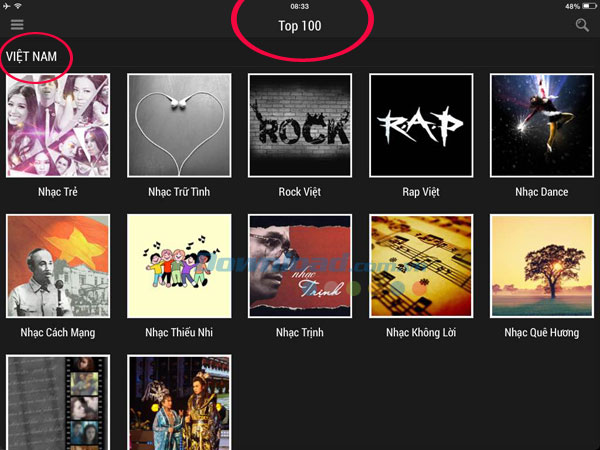 08:33
48%
Top 100
VIỆT NAM
ROCK
R.A.P
Nhạc Trẻ
Nhạc Trữ Tình
Rock Việt
Rap Việt
Nhạc Dance
nhạc
Trịnh
Download.com.vn
Nhạc Cách Mạng
Nhạc Thiếu Nhi
Nhạc Trịnh
Nhạc Không Lời
Nhạc Quê Hương